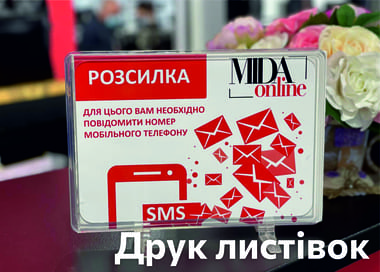 РОЗСИЛКА
MIDA
online
ДЛЯ ЦЬОГО ВАМ НЕОБХІДНО
ПОВІДОМИТИ НОМЕР
МОБІЛЬНОГО ТЕЛЕФОНУ
SMS
Друк листівок